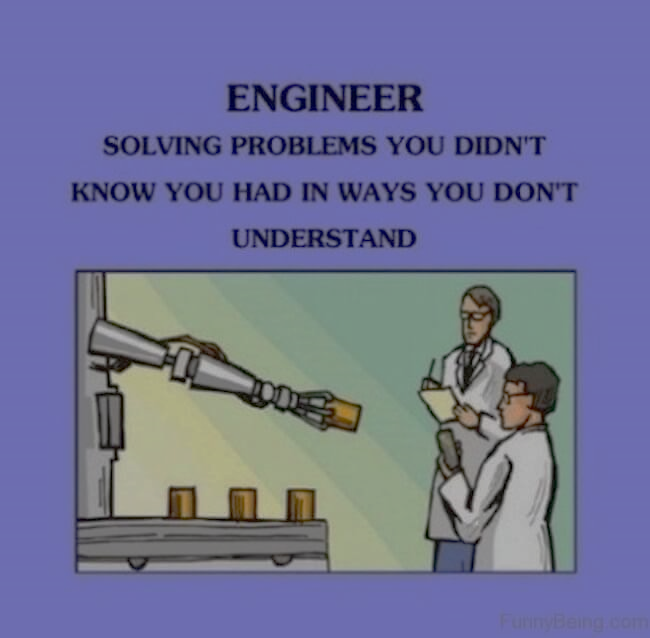 ENGINEER
SOLVING PROBLEMS YOU DIDN'T
KNOW YOU HAD IN WAYS YOU DON'T
UNDERSTAND
FunnyBeing.com